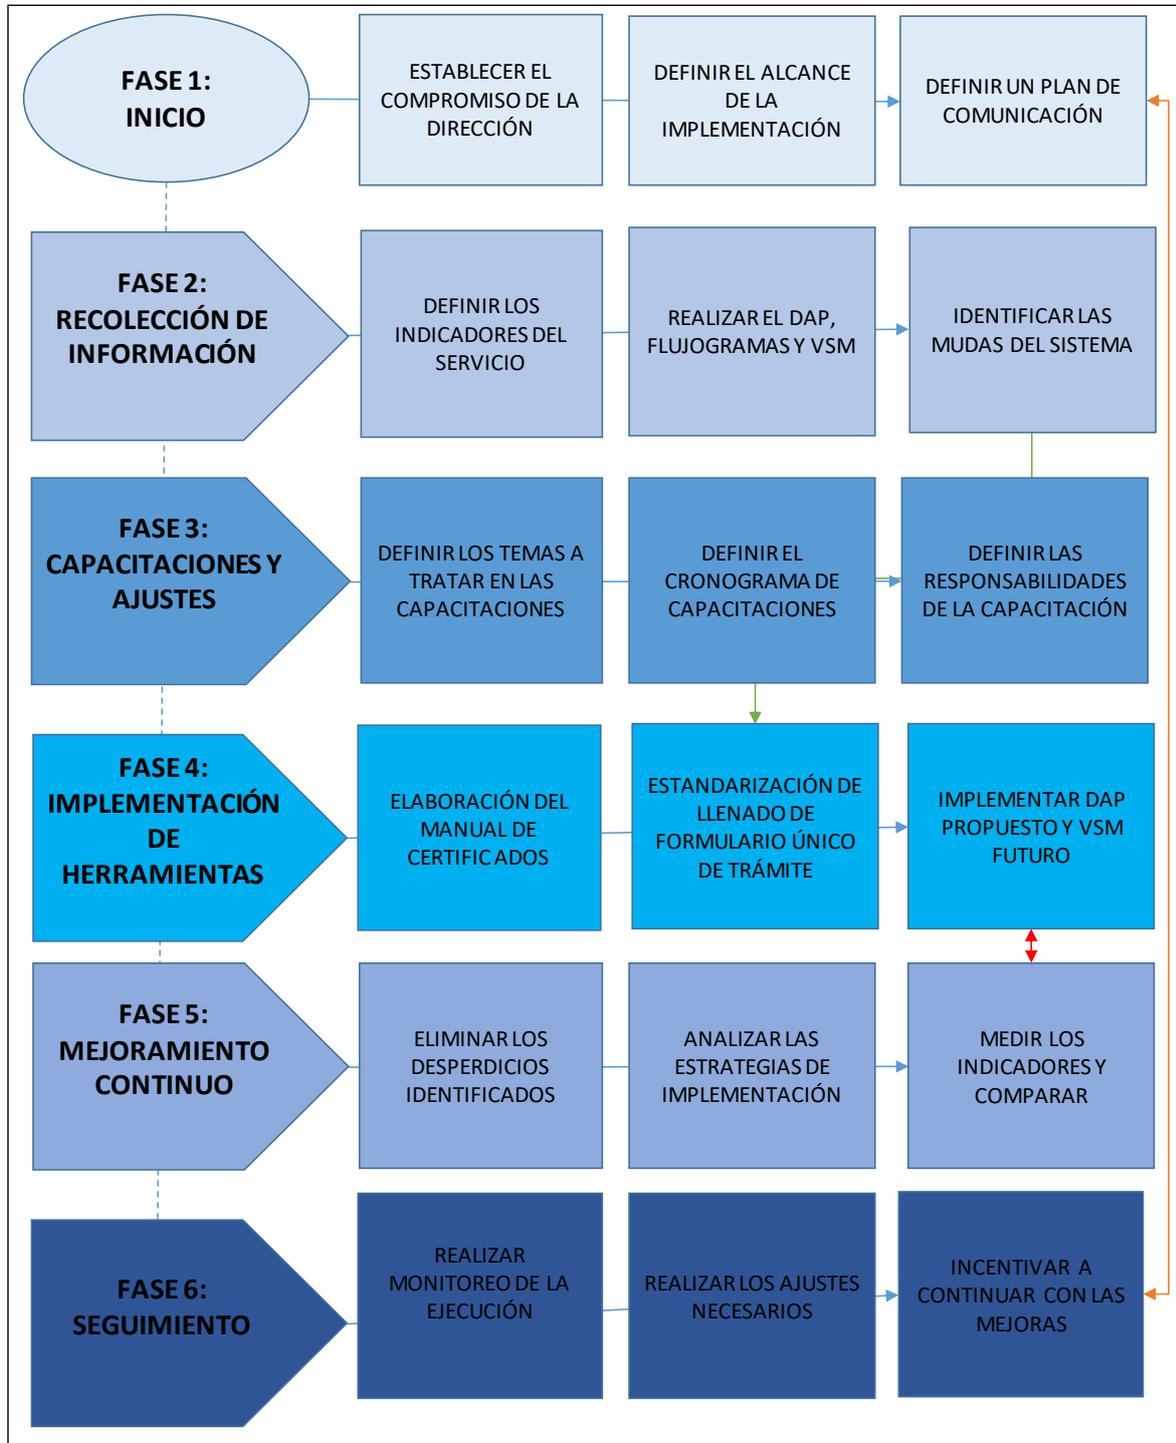 FASE 1:
INICIO
ESTABLECER EL
COMPROMISO DE LA
DIRECCIÓN
DEFINIR EL ALCANCE
DE LA
IMPLEMENTACIÓN
DEFINIR UN PLAN DE
COMUNICACIÓN
FASE 2:
RECOLECCIÓN DE
INFORMACIÓN
DEFINIR LOS
INDICADORES DEL
SERVICIO
REALIZAR EL DAP,
FLUJOGRAMAS Y VSM
IDENTIFICAR LAS
MUDAS DEL SISTEMA
FASE 3:
CAPACITACIONES Y
AJUSTES
DEFINIR LOS TEMAS A
TRATAR EN LAS
CAPACITACIONES
DEFINIR EL
CRONOGRAMA DE
CAPACITACIONES
DEFINIR LAS
RESPONSABILIDADES
DE LA CAPACITACIÓN
FASE 4:
IMPLEMENTACIÓN
DE
HERRAMIENTAS
ELABORACIÓN DEL
MANUAL DE
CERTIFICADOS
ESTANDARIZACIÓN DE
LLENADO DE
FORMULARIO ÚNICO
DE TRÁMITE
IMPLEMENTAR DAP
PROPUESTO Y VSM
FUTURO
FASE 5:
MEJORAMIENTO
CONTINUO
ELIMINAR LOS
DESPERDICIOS
IDENTIFICADOS
ANALIZAR LAS
ESTRATEGIAS DE
IMPLEMENTACIÓN
MEDIR LOS
INDICADORES Y
COMPARAR
FASE 6:
SEGUIMIENTO
REALIZAR
MONITOREO DE LA
EJECUCIÓN
REALIZAR LOS AJUSTES
NECESARIOS
INCENTIVAR A
CONTINUAR CON LAS
MEJORAS